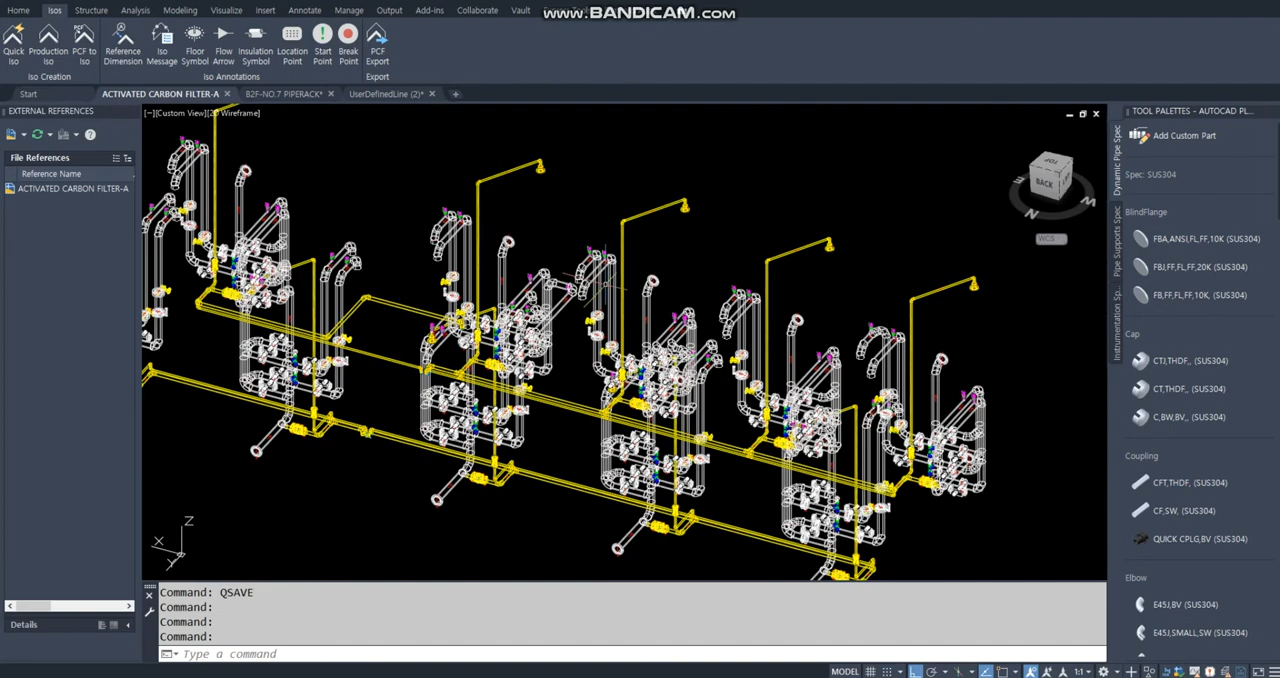 www.BANDICAM.com
Home Isos Structure Analysis Modeling Visualize Insert Annotate Manage Output Add-ins Collaborate Vault
Quick Iso
Production Iso
PCF to Iso
Reference Dimension
Iso Message
Floor Symbol
Flow Arrow
Insulation Symbol
Location Point
Start Point
Break Point
PCF Export
Iso Creation Iso Annotations Export
Start ACTIVATED CARBON FILTER-A B2F-NO.7 PIPERACK* UserDefinedLine (2)*
EXTERNAL REFERENCES
File References
Reference Name
ACTIVATED CARBON FILTER-A
Details
[−][Custom View][2D Wireframe]
TOP
BACK
N
WCS
Z
X
Y
Command: QSAVE
Command:
Command:
Command:
Type a command
TOOL PALETTES - AUTOCAD PL...
Dynamic Pipe Spec
Pipe Supports Spec
Instrumentation Sp...
Add Custom Part
Spec: SUS304
BlindFlange
FBA,ANSI,FL,FF,10K (SUS304)
FBJ,FF,FL,FF,20K (SUS304)
FB,FF,FL,FF,10K, (SUS304)
Cap
CTJ,THDF,, (SUS304)
CT,THDF,, (SUS304)
C,BW,BV,, (SUS304)
Coupling
CFT,THDF, (SUS304)
CF,SW, (SUS304)
QUICK CPLG,BV (SUS304)
Elbow
E45J,BV (SUS304)
E45J,SMALL,SW (SUS304)
MODEL 1:1